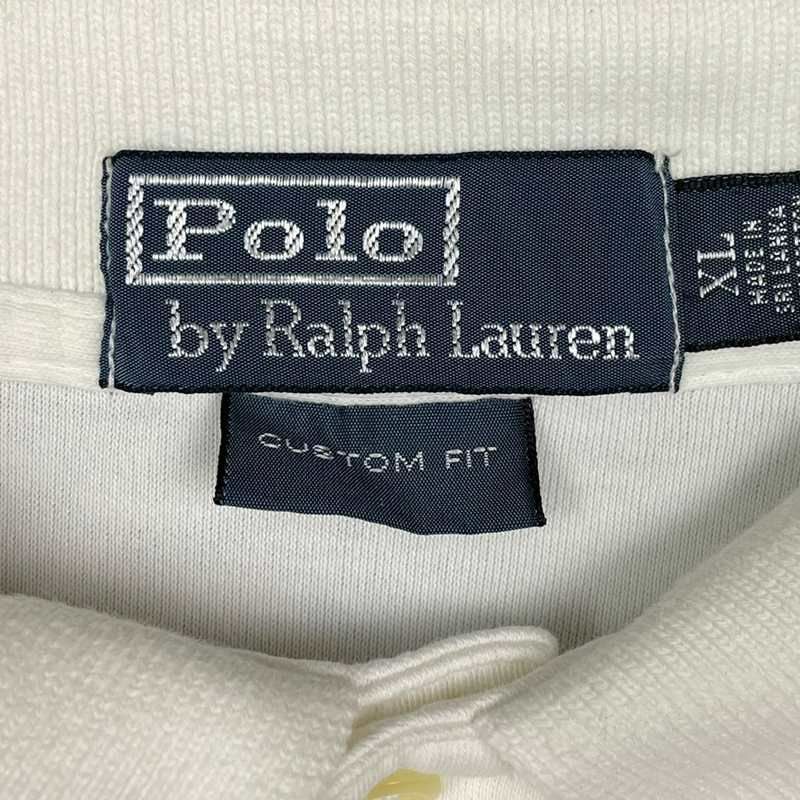 Polo
by Ralph Lauren
CUSTOM FIT
XL
MADE IN
SRI LANKA